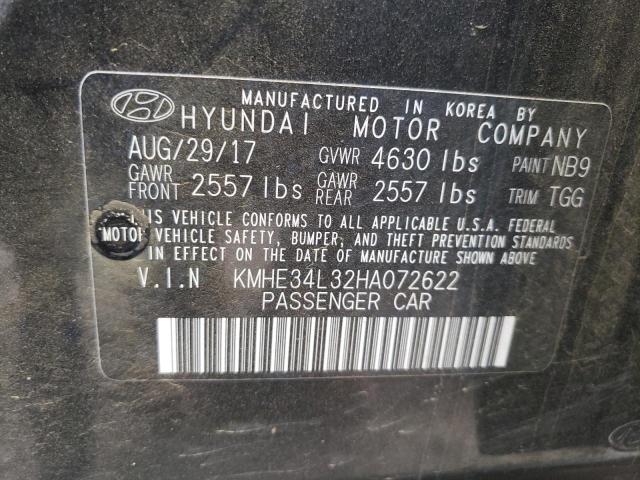 MANUFACTURED IN KOREA BY
HYUNDAI MOTOR COMPANY
AUG/29/17 GVWR 4630 lbs PAINT NB9
GAWR FRONT 2557 lbs GAWR REAR 2557 lbs TRIM TGG
IS VEHICLE CONFORMS TO ALL APPLICABLE U.S.A. FEDERAL
MOTOR VEHICLE SAFETY, BUMPER, AND THEFT PREVENTION STANDARDS
IN EFFECT ON THE DATE OF MANUFACTURE SHOWN ABOVE.
V.I.N KMHE34L32HA072622
PASSENGER CAR